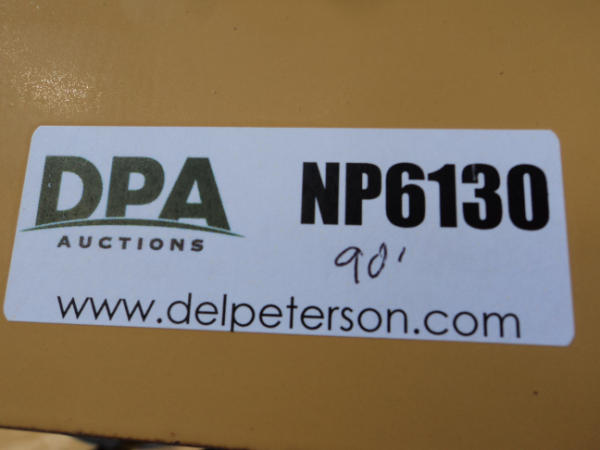 DPA
AUCTIONS
NP6130
90'
www.delpeterson.com